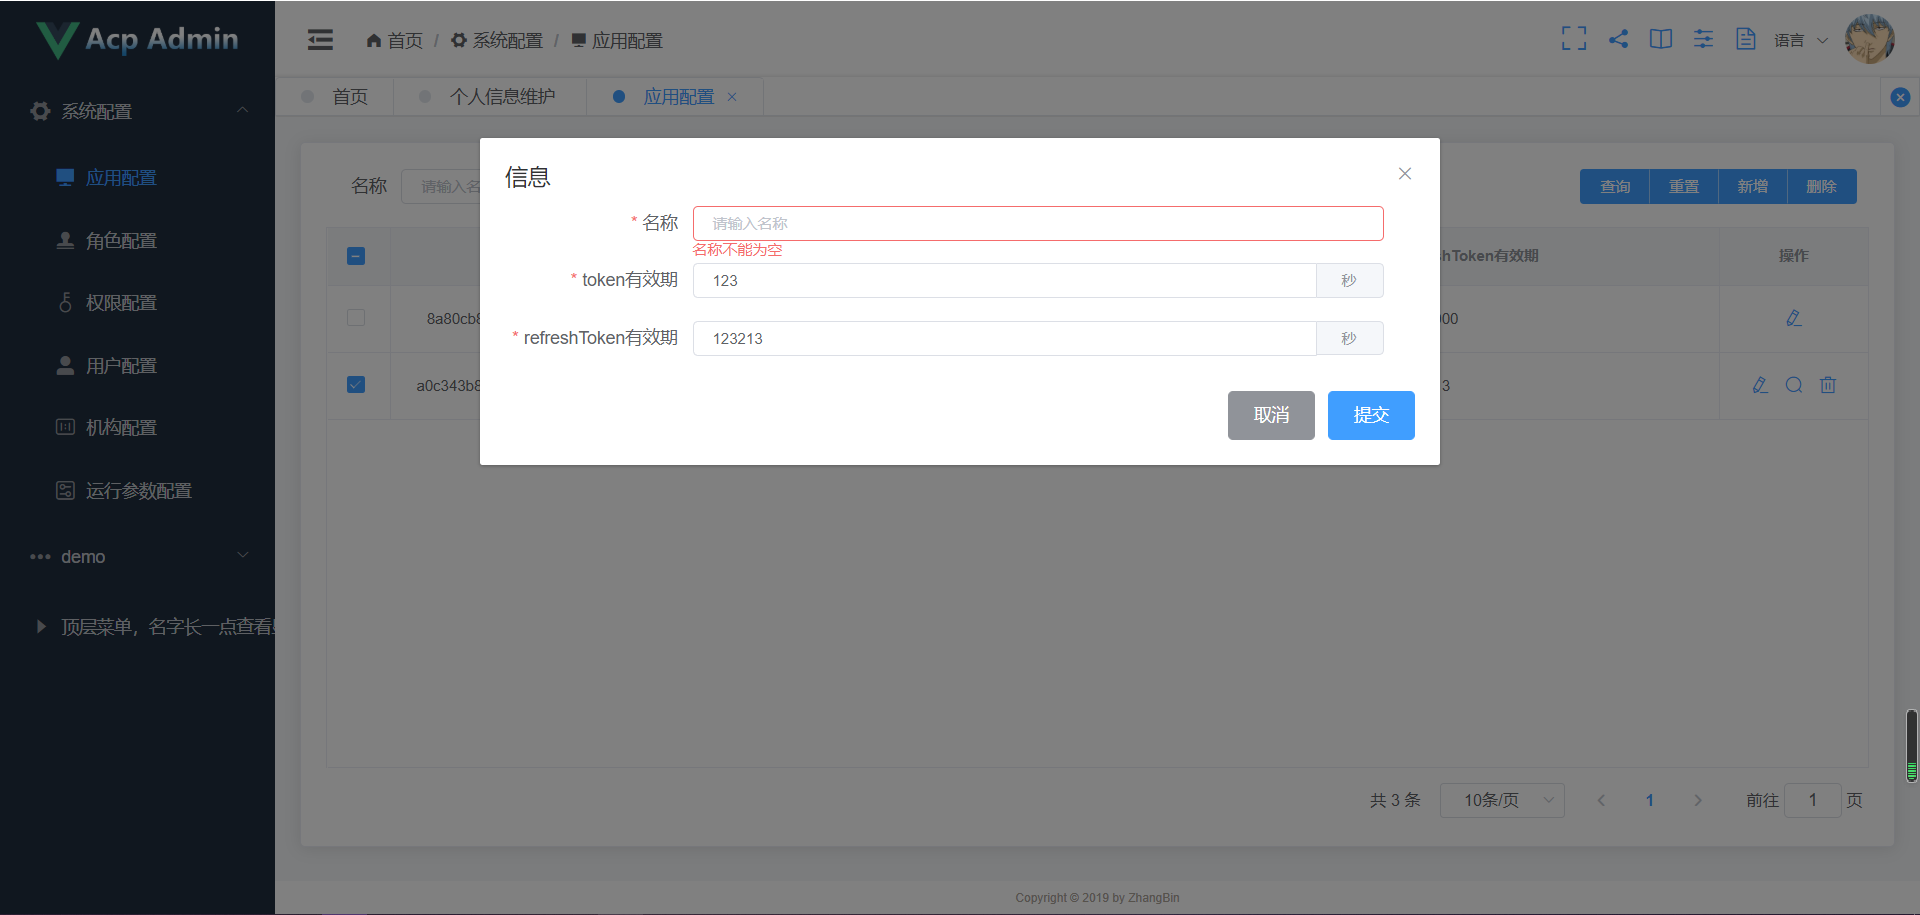 Acp Admin
首页 / 系统配置 / 应用配置
语言
系统配置
应用配置
角色配置
权限配置
用户配置
机构配置
运行参数配置
demo
顶层菜单，名字长一点查看
首页
个人信息维护
应用配置
名称
请输入名
查询
重置
新增
删除
hToken有效期
操作
8a80cb8
00
a0c343b8
3
信息
* 名称
请输入名称
名称不能为空
* token有效期
123
秒
* refreshToken有效期
123213
秒
取消
提交
共 3 条
10条/页
1
前往
1
页
Copyright © 2019 by ZhangBin